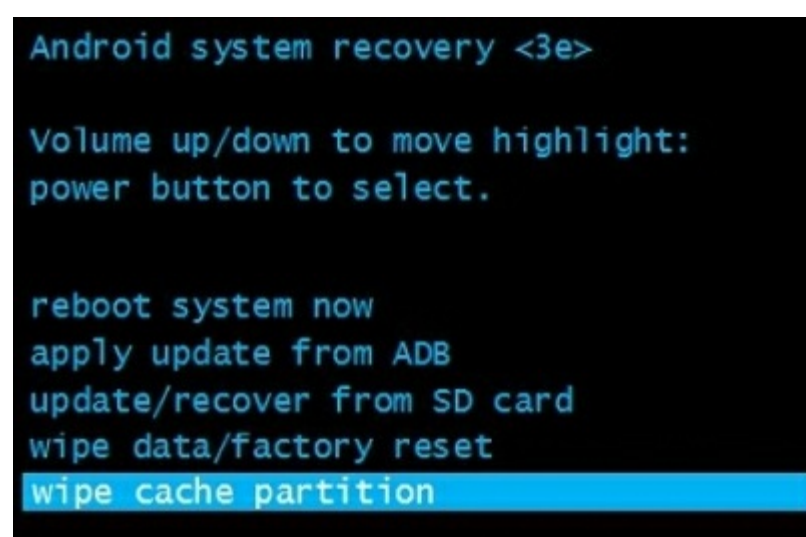 Android system recovery <3e>
Volume up/down to move highlight:
power button to select.
reboot system now
apply update from ADB
update/recover from SD card
wipe data/factory reset
wipe cache partition